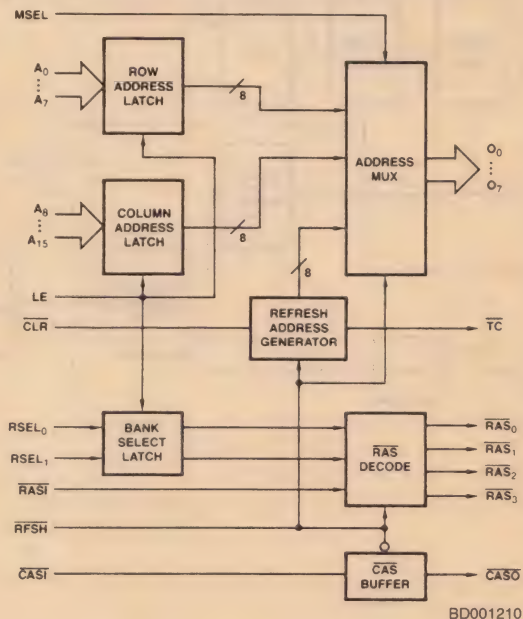 MSEL
A0
⋮
A7
ROW
ADDRESS
LATCH
8
ADDRESS
MUX
O0
⋮
O7
A8
⋮
A15
COLUMN
ADDRESS
LATCH
8
8
LE
CLR
REFRESH
ADDRESS
GENERATOR
TC
RSEL0
RSEL1
BANK
SELECT
LATCH
RAS
DECODE
RAS0
RAS1
RAS2
RAS3
RASI
RFSH
CASI
CAS
BUFFER
CASO
BD001210